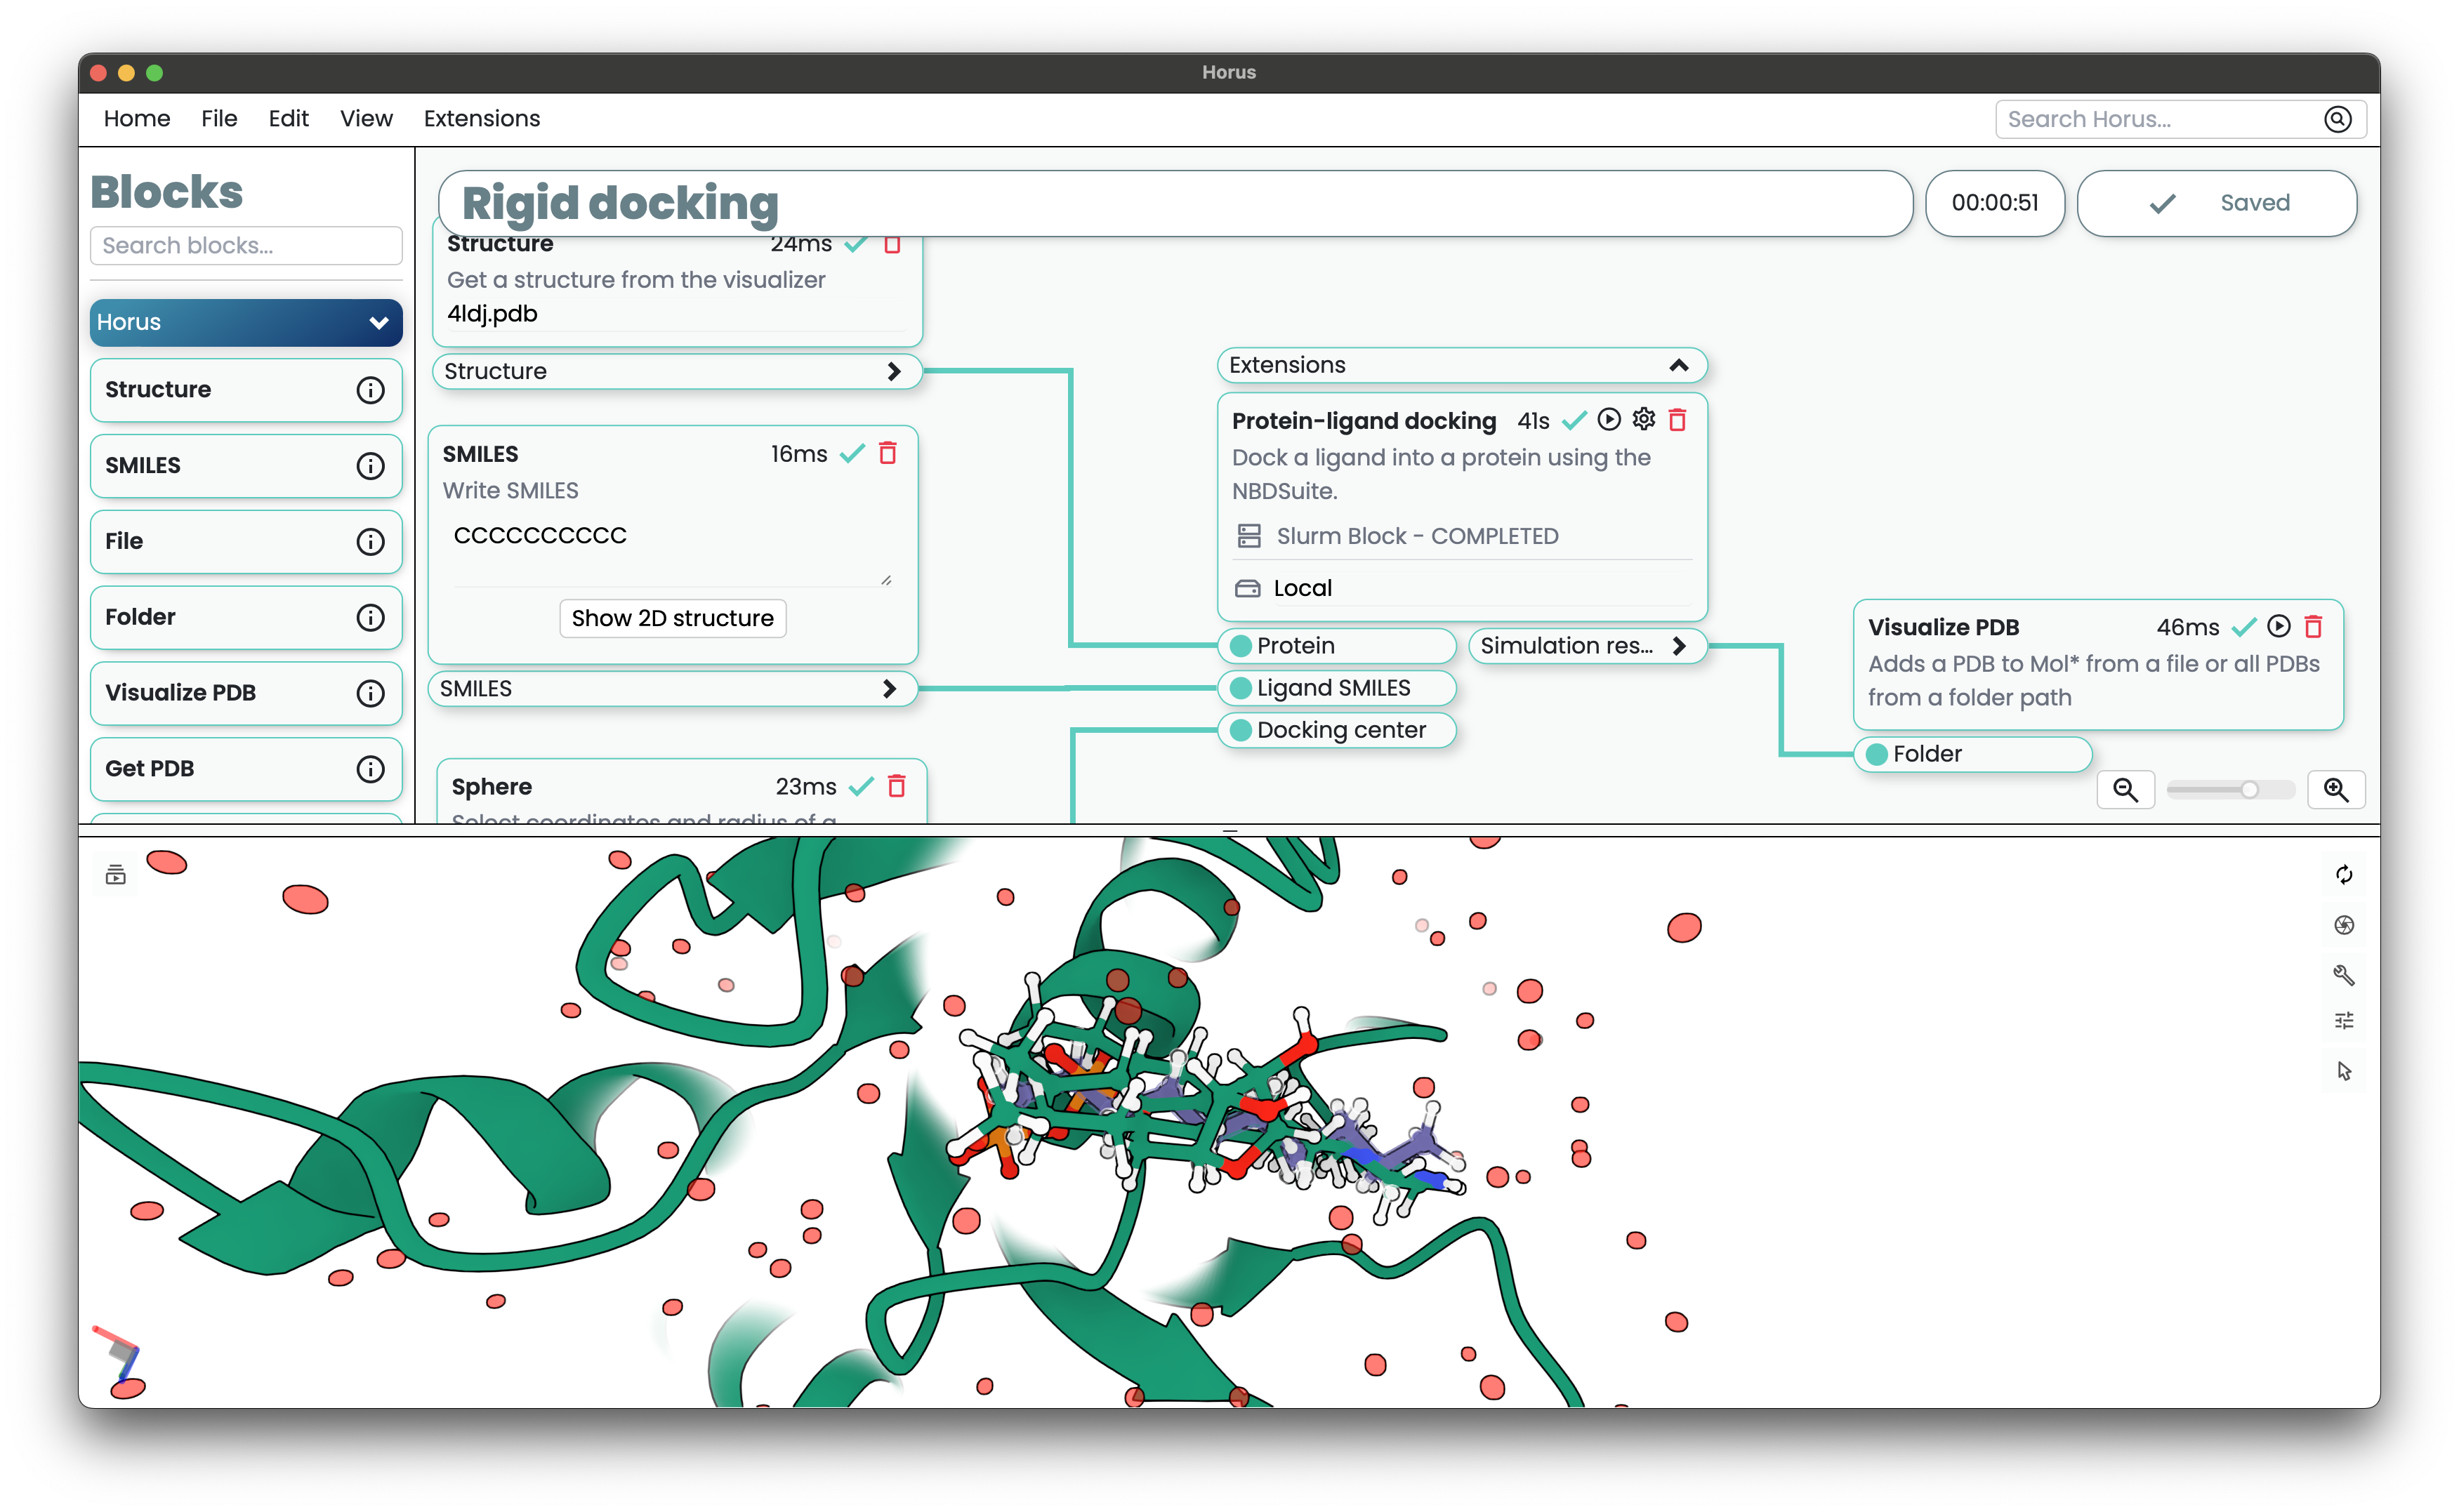 Horus
Home File Edit View Extensions
Search Horus...
Blocks
Search blocks...
Horus
Structure
SMILES
File
Folder
Visualize PDB
Get PDB
Rigid docking
00:00:51
Saved
Structure 24ms
Get a structure from the visualizer
4ldj.pdb
Structure
SMILES 16ms
Write SMILES
CCCCCCCCCC
Show 2D structure
SMILES
Sphere 23ms
Select coordinates and radius of a
Extensions
Protein-ligand docking 41s
Dock a ligand into a protein using the
NBDSuite.
Slurm Block - COMPLETED
Local
Protein
Simulation res...
Ligand SMILES
Docking center
Visualize PDB 46ms
Adds a PDB to Mol* from a file or all PDBs
from a folder path
Folder